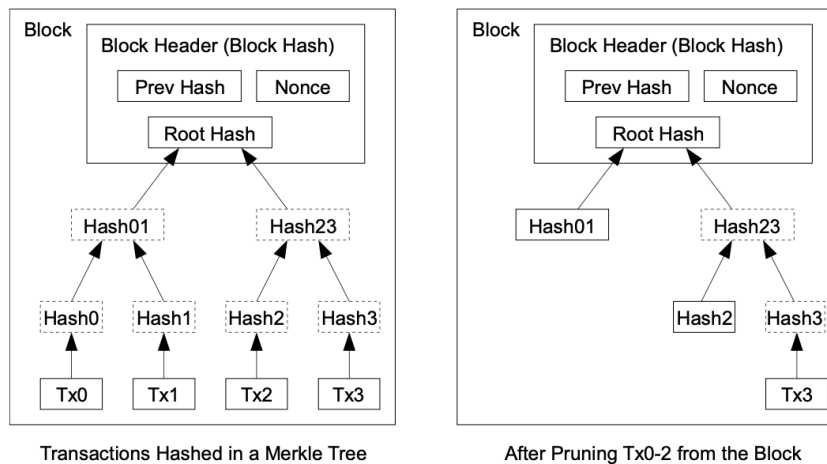 Block
Block Header (Block Hash)
Prev Hash
Nonce
Root Hash
Hash01
Hash23
Hash0
Hash1
Hash2
Hash3
Tx0
Tx1
Tx2
Tx3
Transactions Hashed in a Merkle Tree
Block
Block Header (Block Hash)
Prev Hash
Nonce
Root Hash
Hash01
Hash23
Hash2
Hash3
Tx3
After Pruning Tx0-2 from the Block